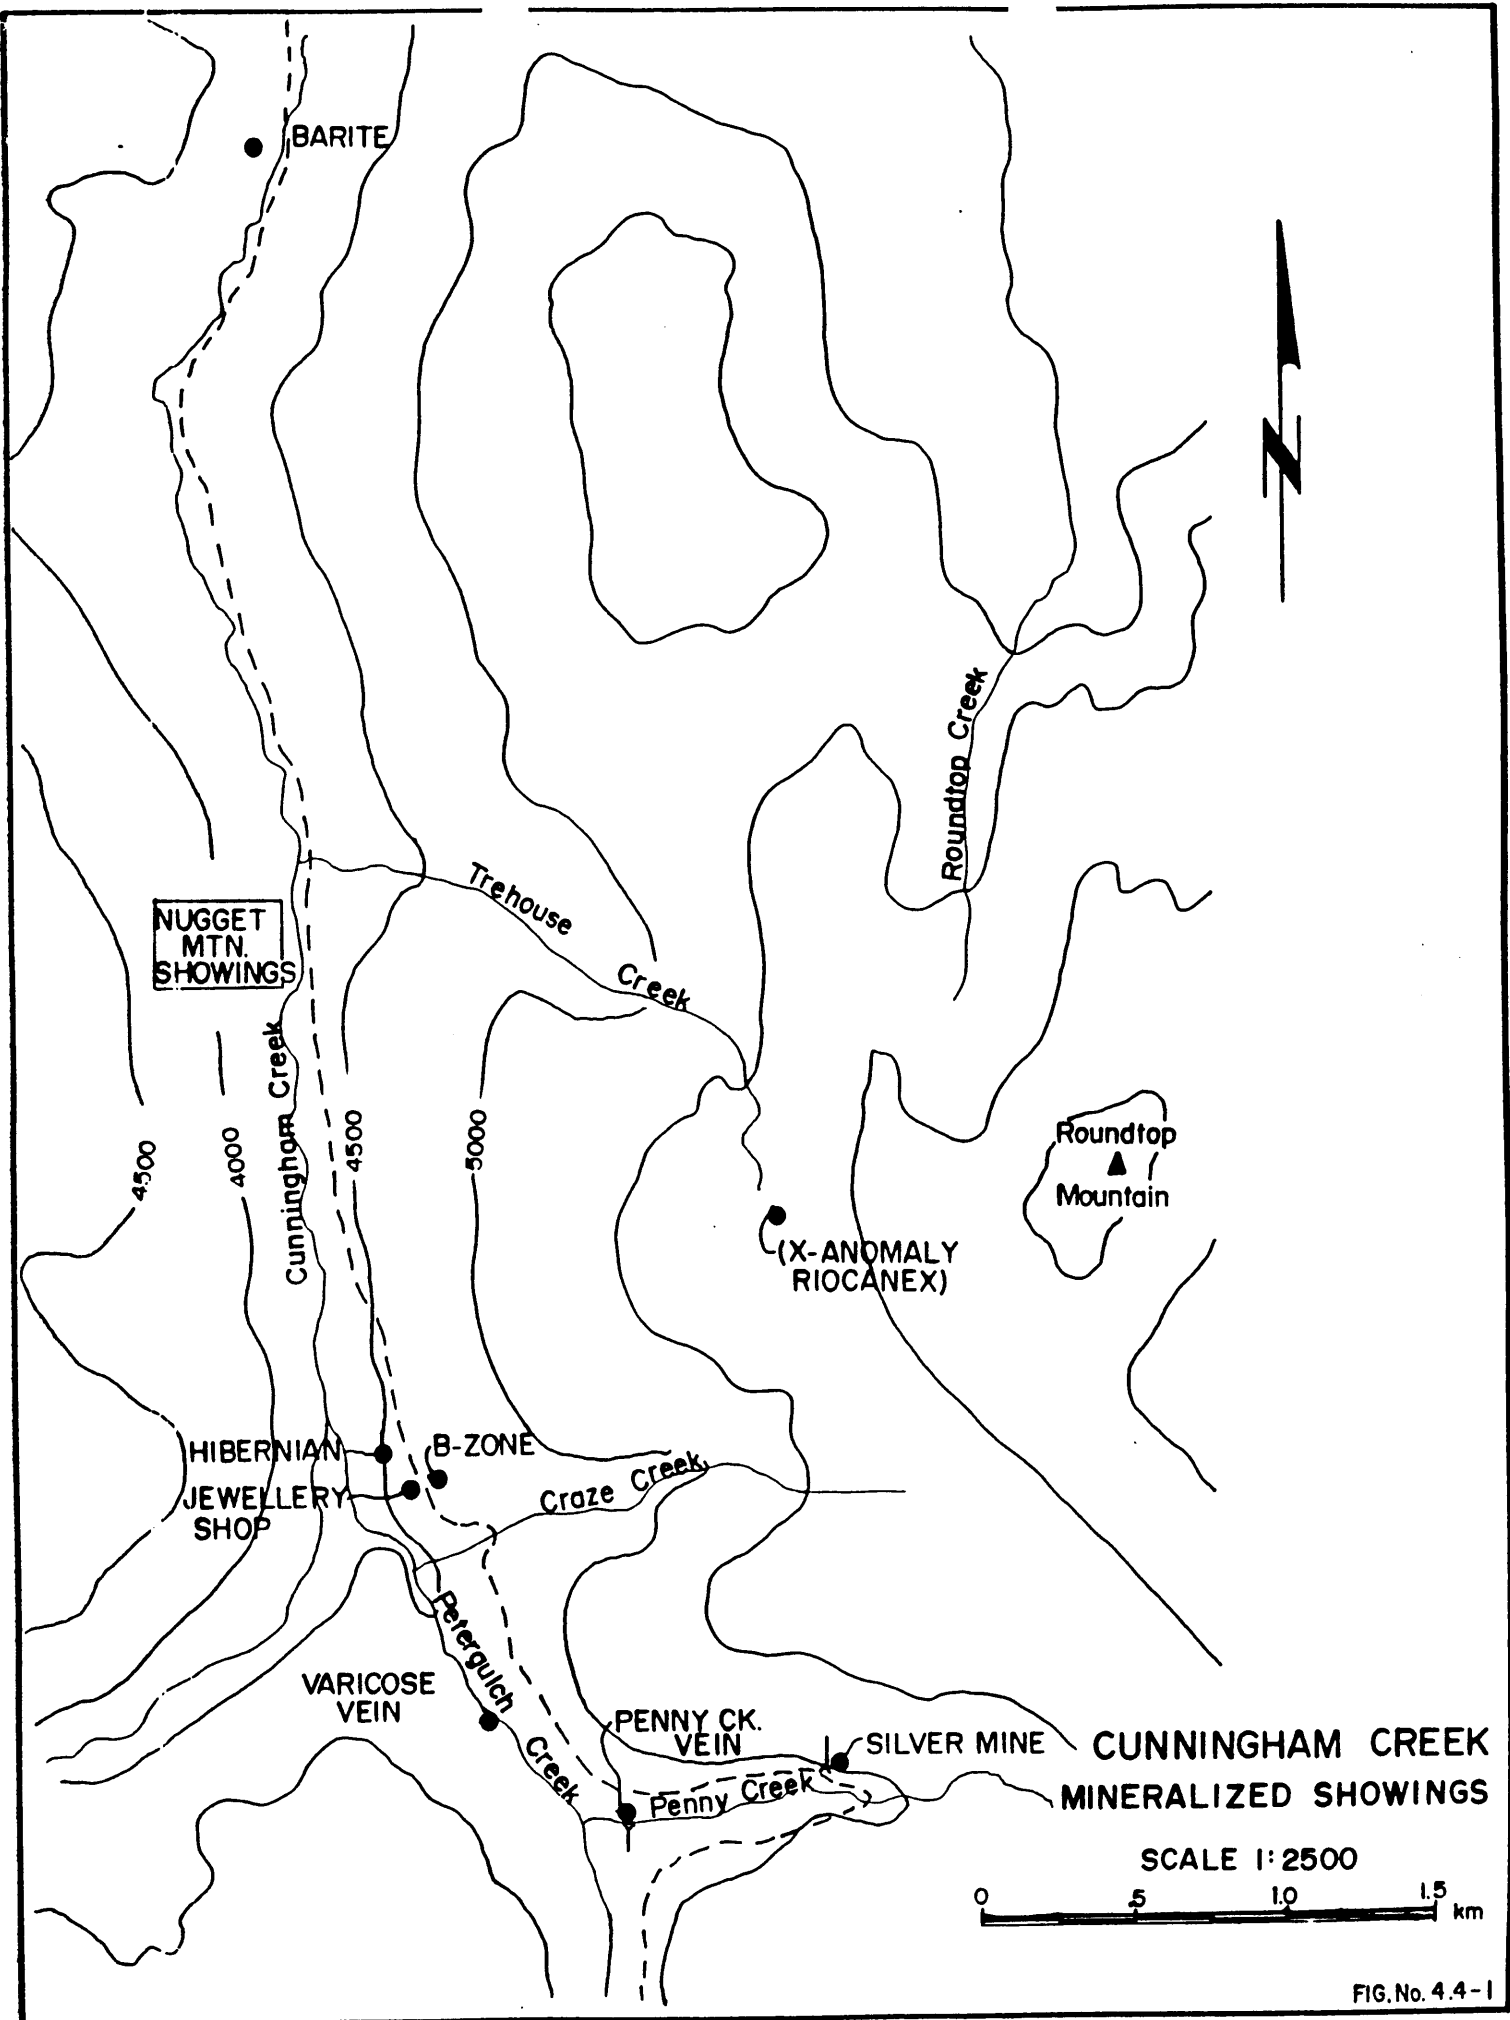 BARITE
N
Roundtop Creek
Trehouse
Creek
NUGGET
MTN.
SHOWINGS
Cunningham Creek
4500
4000
4500
5000
Roundtop
Mountain
(X-ANOMALY
RIOCANEX)
HIBERNIAN
B-ZONE
JEWELLERY
SHOP
Craze Creek
Petergulch
Creek
VARICOSE
VEIN
PENNY CK.
VEIN
SILVER MINE
Penny Creek
CUNNINGHAM CREEK
MINERALIZED SHOWINGS
SCALE 1:2500
0 .5 1.0 1.5
km
FIG. No. 4.4-1